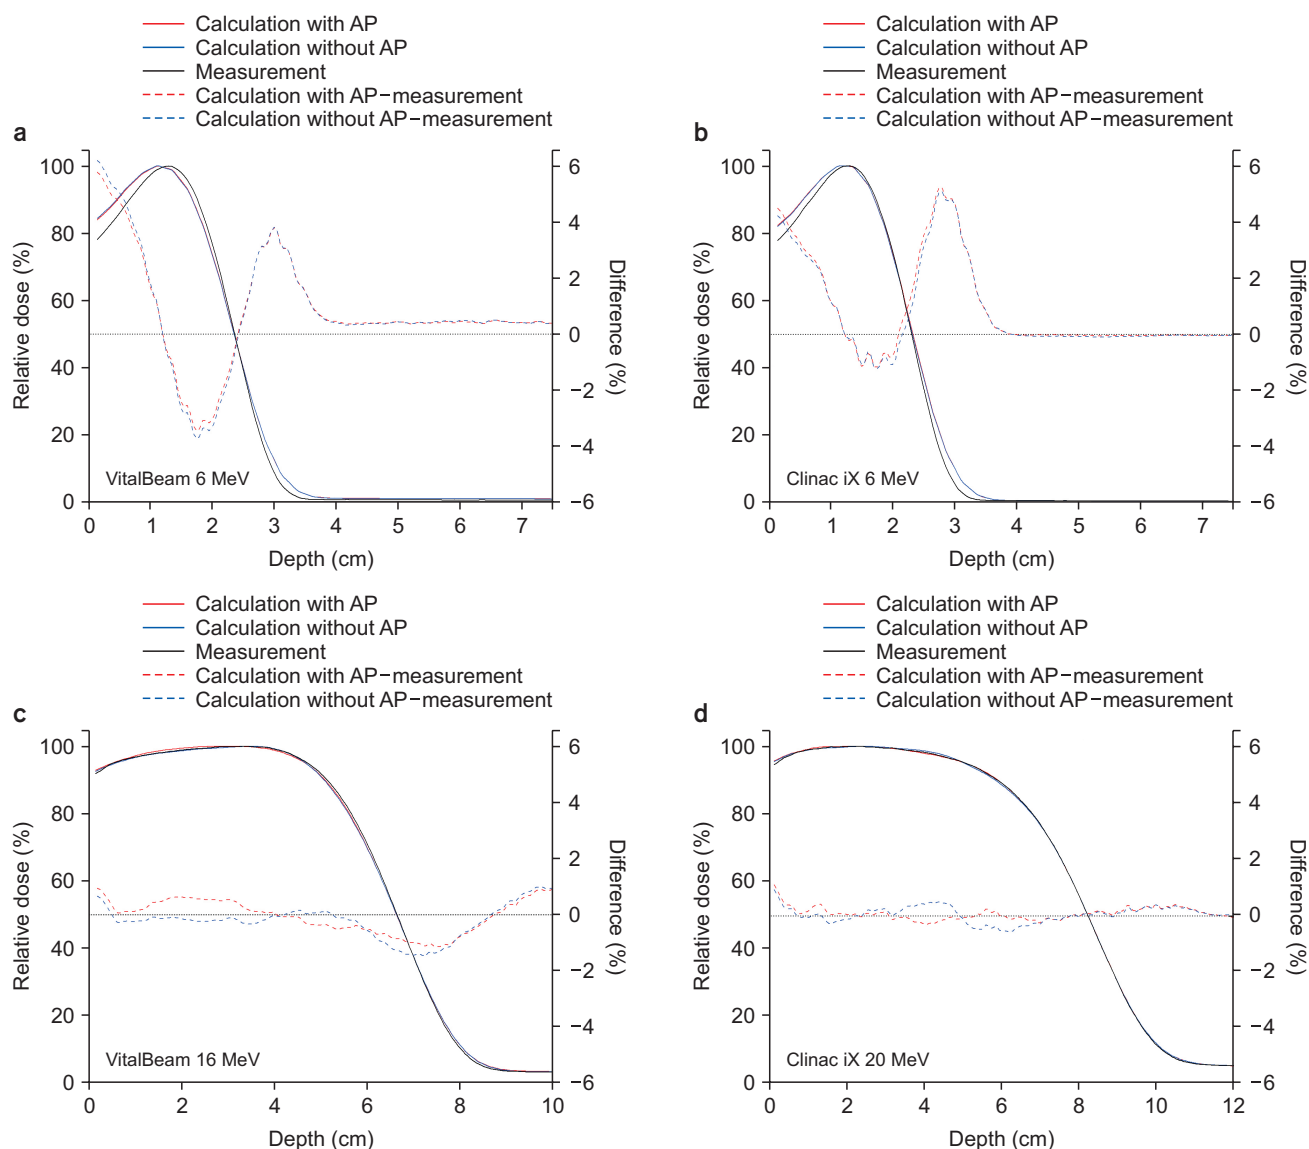 Calculation with AP
Calculation without AP
Measurement
Calculation with AP−measurement
Calculation without AP−measurement
a
100
80
60
40
20
0
Relative dose (%)
6
4
2
0
−2
−4
−6
Difference (%)
VitalBeam 6 MeV
0 1 2 3 4 5 6 7
Depth (cm)
Calculation with AP
Calculation without AP
Measurement
Calculation with AP−measurement
Calculation without AP−measurement
b
100
80
60
40
20
0
Relative dose (%)
6
4
2
0
−2
−4
−6
Difference (%)
Clinac iX 6 MeV
0 1 2 3 4 5 6 7
Depth (cm)
Calculation with AP
Calculation without AP
Measurement
Calculation with AP−measurement
Calculation without AP−measurement
c
100
80
60
40
20
0
Relative dose (%)
6
4
2
0
−2
−4
−6
Difference (%)
VitalBeam 16 MeV
0 2 4 6 8 10
Depth (cm)
Calculation with AP
Calculation without AP
Measurement
Calculation with AP−measurement
Calculation without AP−measurement
d
100
80
60
40
20
0
Relative dose (%)
6
4
2
0
−2
−4
−6
Difference (%)
Clinac iX 20 MeV
0 2 4 6 8 10 12
Depth (cm)